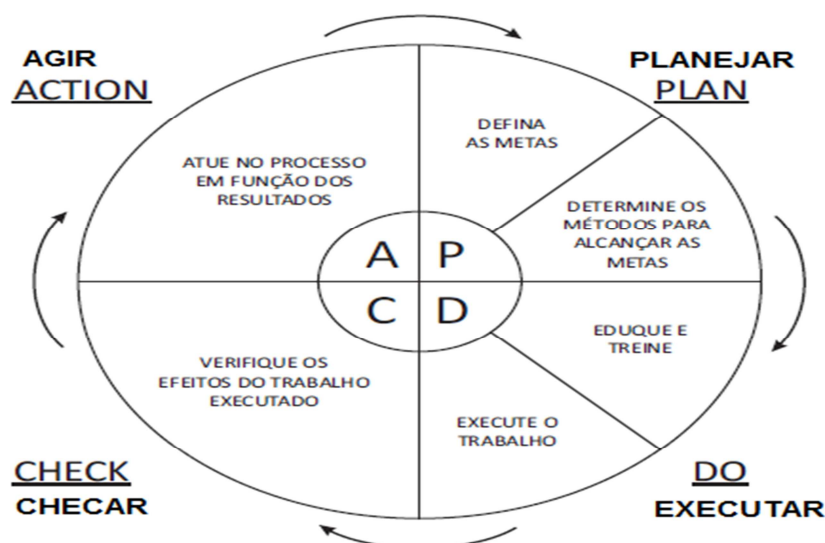 AGIR
ACTION
PLANEJAR
PLAN
DEFINA
AS METAS
ATUE NO PROCESSO
EM FUNÇÃO DOS
RESULTADOS
DETERMINE OS
MÉTODOS PARA
ALCANÇAR AS
METAS
A P
C D
EDUQUE E
TREINE
VERIFIQUE OS
EFEITOS DO TRABALHO
EXECUTADO
EXECUTE O
TRABALHO
CHECK
CHECAR
DO
EXECUTAR